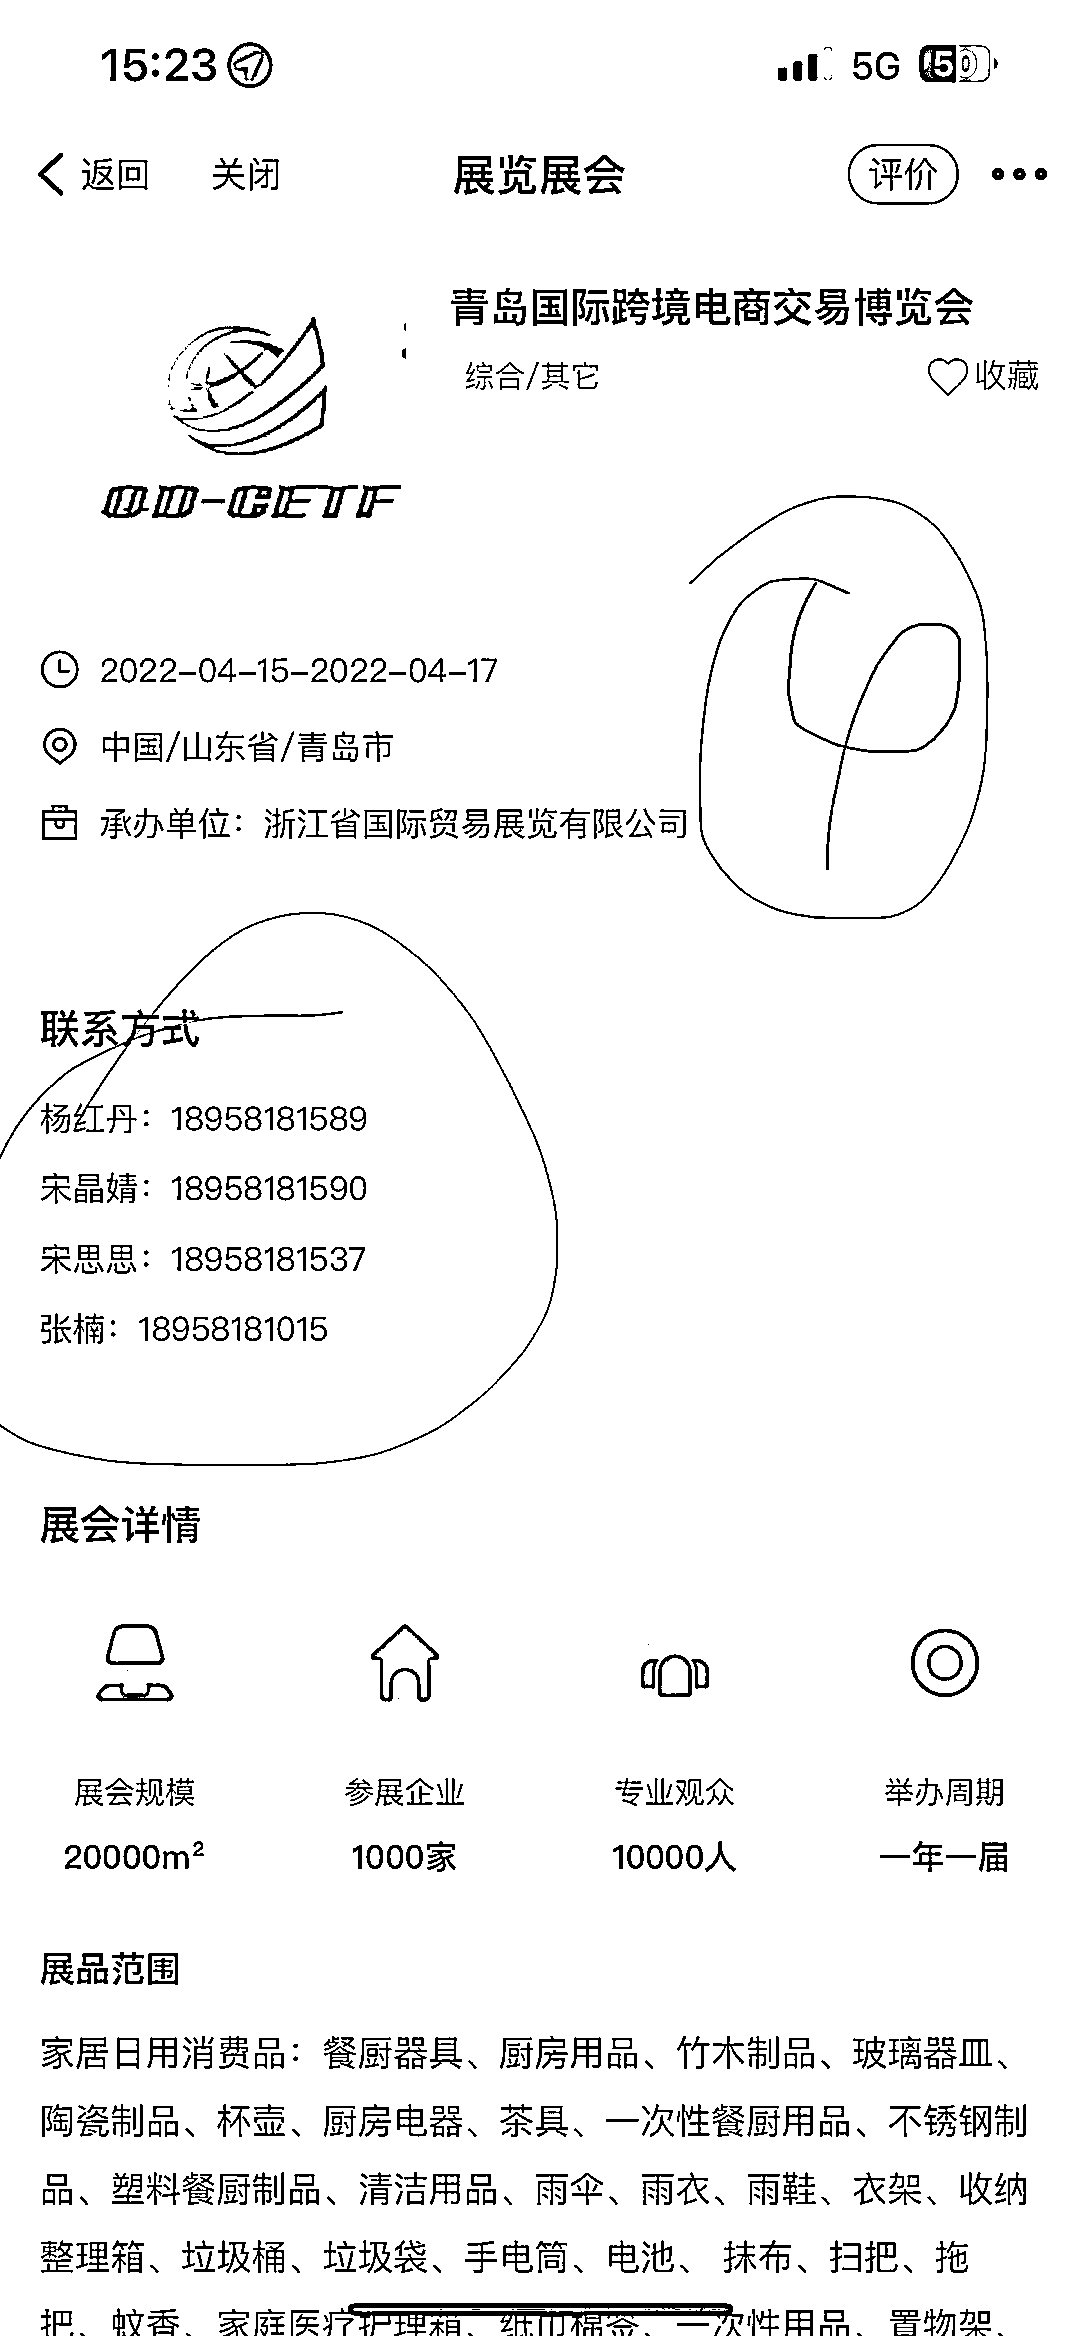 15:23 5G 50
返回 关闭 展览展会 评价
青岛国际跨境电商交易博览会
综合/其它 收藏
QD-CETF
2022-04-15-2022-04-17
中国/山东省/青岛市
承办单位：浙江省国际贸易展览有限公司
联系方式
杨红丹：18958181589
宋晶婧：18958181590
宋思思：18958181537
张楠：18958181015
展会详情
展会规模 参展企业 专业观众 举办周期
20000m² 1000家 10000人 一年一届
展品范围
家居日用消费品：餐厨器具、厨房用品、竹木制品、玻璃器皿、
陶瓷制品、杯壶、厨房电器、茶具、一次性餐厨用品、不锈钢制
品、塑料餐厨制品、清洁用品、雨伞、雨衣、雨鞋、衣架、收纳
整理箱、垃圾桶、垃圾袋、手电筒、电池、 抹布、扫把、拖
把、蚊香、家庭医疗护理箱、纸巾棉签、一次性用品、置物架、